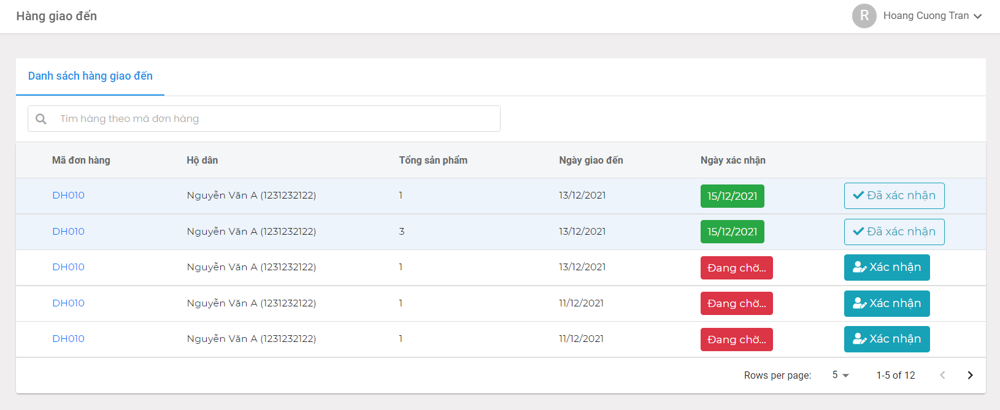 Hàng giao đến
R Hoang Cuong Tran
Danh sách hàng giao đến
Tìm hàng theo mã đơn hàng
Mã đơn hàng Hộ dân Tổng sản phẩm Ngày giao đến Ngày xác nhận
DH010 Nguyễn Văn A (1231232122) 1 13/12/2021 15/12/2021 Đã xác nhận
DH010 Nguyễn Văn A (1231232122) 3 13/12/2021 15/12/2021 Đã xác nhận
DH010 Nguyễn Văn A (1231232122) 1 13/12/2021 Đang chờ... Xác nhận
DH010 Nguyễn Văn A (1231232122) 1 11/12/2021 Đang chờ... Xác nhận
DH010 Nguyễn Văn A (1231232122) 1 11/12/2021 Đang chờ... Xác nhận
Rows per page: 5 1-5 of 12